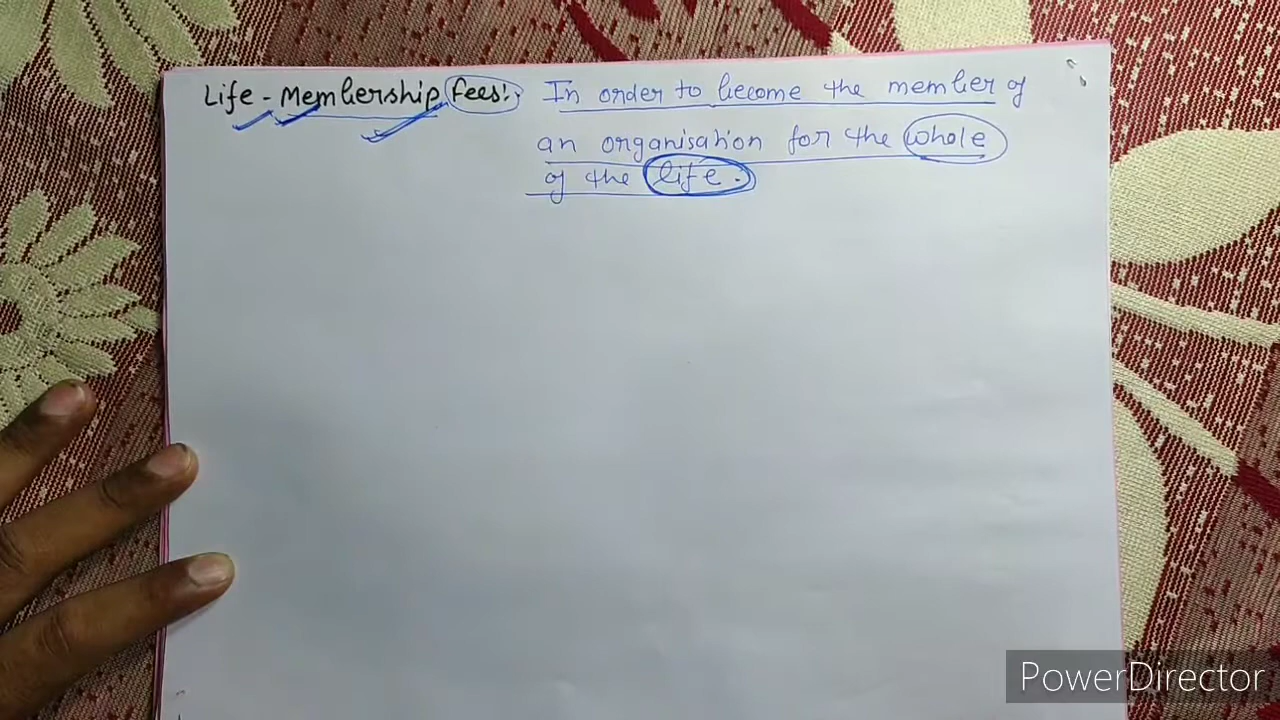 Life - Membership Fees:- In order to become the member of
an organisation for the whole
of the life.
PowerDirector